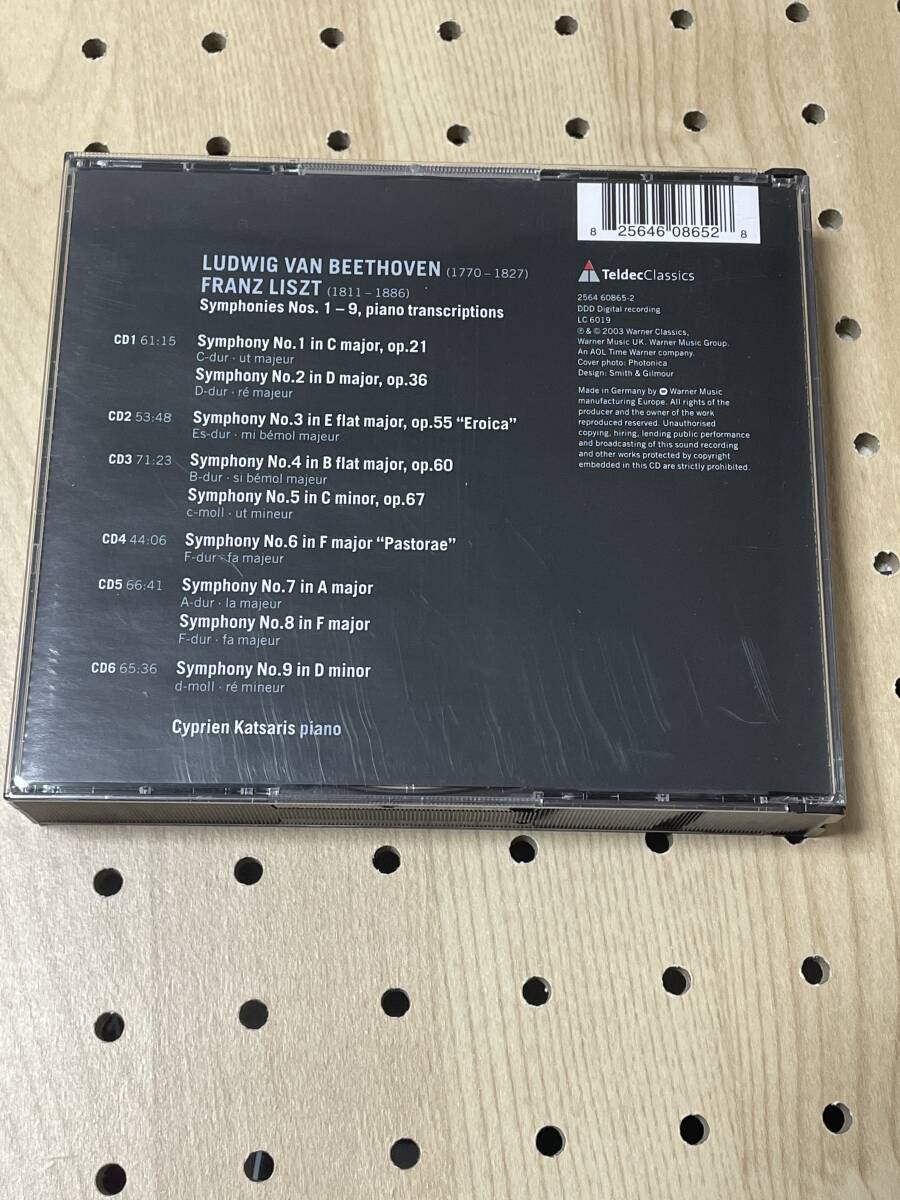 LUDWIG VAN BEETHOVEN (1770 – 1827)
FRANZ LISZT (1811 – 1886)
Symphonies Nos. 1 – 9, piano transcriptions
CD1 61:15 Symphony No.1 in C major, op.21
C-dur · ut majeur
Symphony No.2 in D major, op.36
D-dur · ré majeur
CD2 53:48 Symphony No.3 in E flat major, op.55 “Eroica”
Es-dur · mi bémol majeur
CD3 71:23 Symphony No.4 in B flat major, op.60
B-dur · si bémol majeur
Symphony No.5 in C minor, op.67
c-moll · ut mineur
CD4 44:06 Symphony No.6 in F major “Pastorae”
F-dur · fa majeur
CD5 66:41 Symphony No.7 in A major
A-dur · la majeur
Symphony No.8 in F major
F-dur · fa majeur
CD6 65:36 Symphony No.9 in D minor
d-moll · ré mineur
Cyprien Katsaris piano
8 25646 08652 8
TeldecClassics
2564 60865-2
DDD Digital recording
LC 6019
℗ & © 2003 Warner Classics,
Warner Music UK. Warner Music Group.
An AOL Time Warner company.
Cover photo: Photonica
Design: Smith & Gilmour
Made in Germany by Warner Music
manufacturing Europe. All rights of the
producer and the owner of the work
reproduced reserved. Unauthorised
copying, hiring, lending public performance
and broadcasting of this sound recording
and other works protected by copyright
embedded in this CD are strictly prohibited.